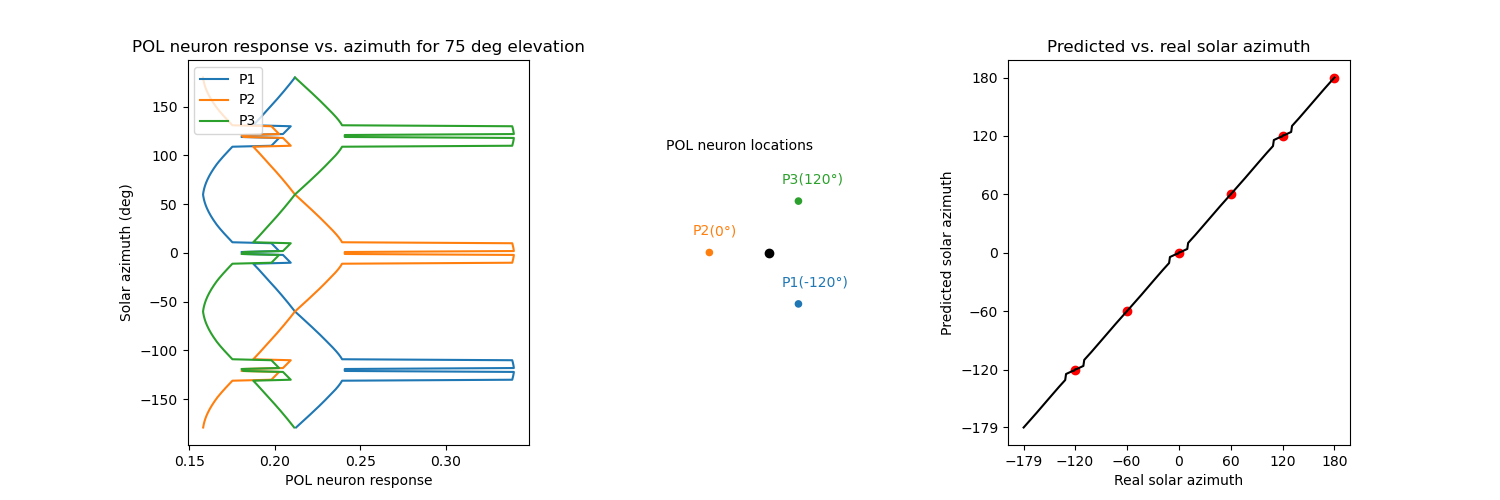 POL neuron response vs. azimuth for 75 deg elevation
P1
P2
P3
150
100
50
0
−50
−100
−150
Solar azimuth (deg)
0.15 0.20 0.25 0.30
POL neuron response
POL neuron locations
P3(120°)
P2(0°)
P1(-120°)
Predicted vs. real solar azimuth
180
120
60
0
−60
−120
−179
Predicted solar azimuth
−179 −120 −60 0 60 120 180
Real solar azimuth